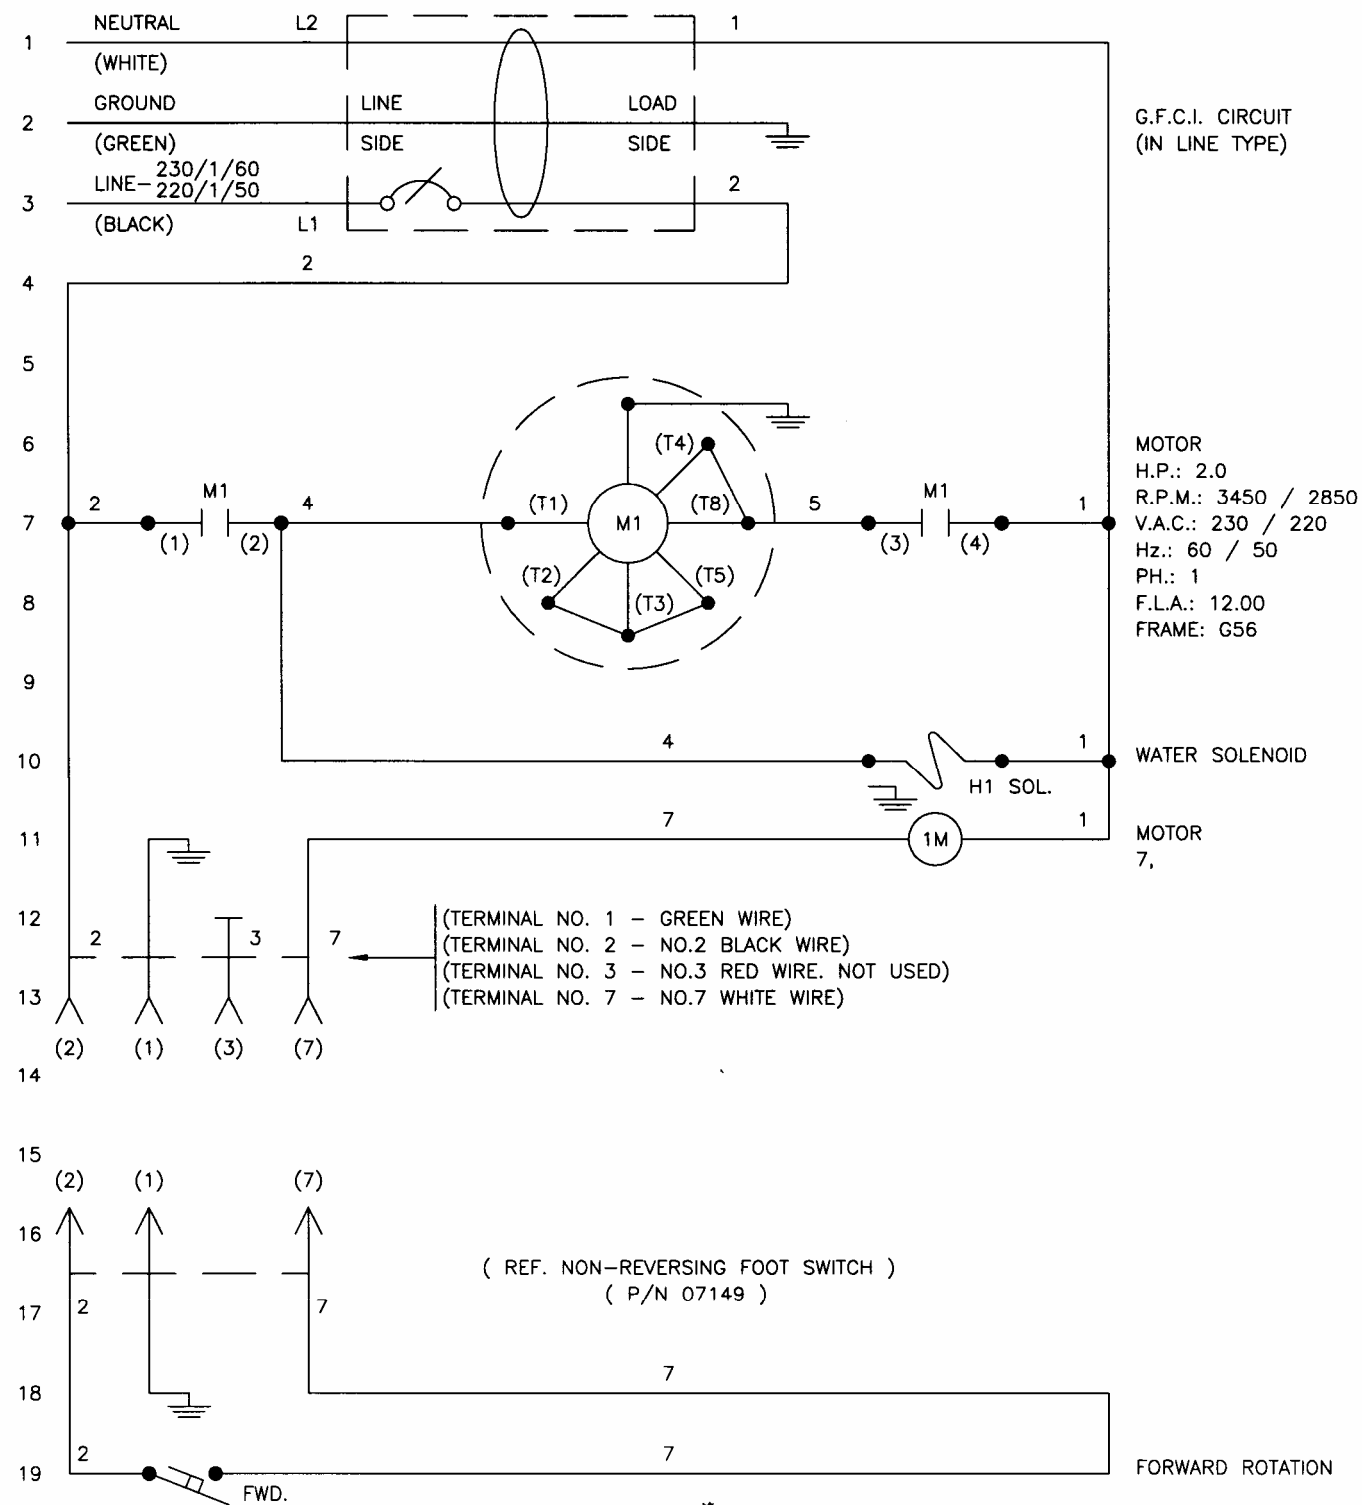 NEUTRAL L2 1
1
(WHITE)
GROUND LINE LOAD
2
(GREEN) SIDE SIDE
G.F.C.I. CIRCUIT
(IN LINE TYPE)
LINE- 230/1/60
220/1/50
2
3
(BLACK) L1
2
4
5
6 (T4)
MOTOR
H.P.: 2.0
R.P.M.: 3450 / 2850
V.A.C.: 230 / 220
Hz.: 60 / 50
PH.: 1
F.L.A.: 12.00
FRAME: G56
2 M1 4 (T1) (T8) 5 M1 1
7 M1
(1) (2) (3) (4)
(T2) (T5)
8 (T3)
9
4 1
10 WATER SOLENOID
H1 SOL.
7 1
11 1M MOTOR
7,
12 (TERMINAL NO. 1 - GREEN WIRE)
2 3 7 (TERMINAL NO. 2 - NO.2 BLACK WIRE)
(TERMINAL NO. 3 - NO.3 RED WIRE. NOT USED)
13 (TERMINAL NO. 7 - NO.7 WHITE WIRE)
(2) (1) (3) (7)
14
15
(2) (1) (7)
16
( REF. NON-REVERSING FOOT SWITCH )
( P/N 07149 )
17 2 7
7
18
2 7
19 FORWARD ROTATION
FWD.